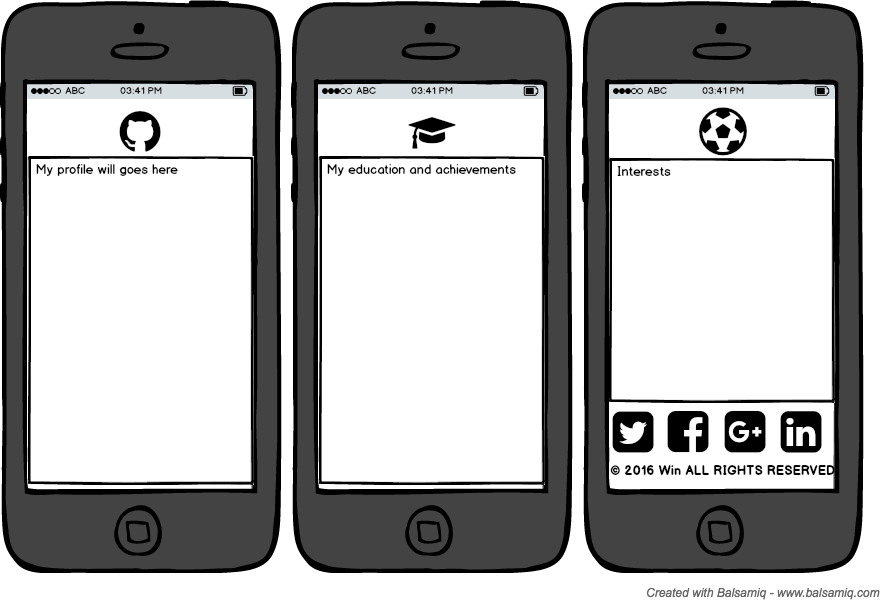 ABC 03:41 PM
My profile will goes here
ABC 03:41 PM
My education and achievements
ABC 03:41 PM
Interests
G+ in
© 2016 Win ALL RIGHTS RESERVED
Created with Balsamiq - www.balsamiq.com